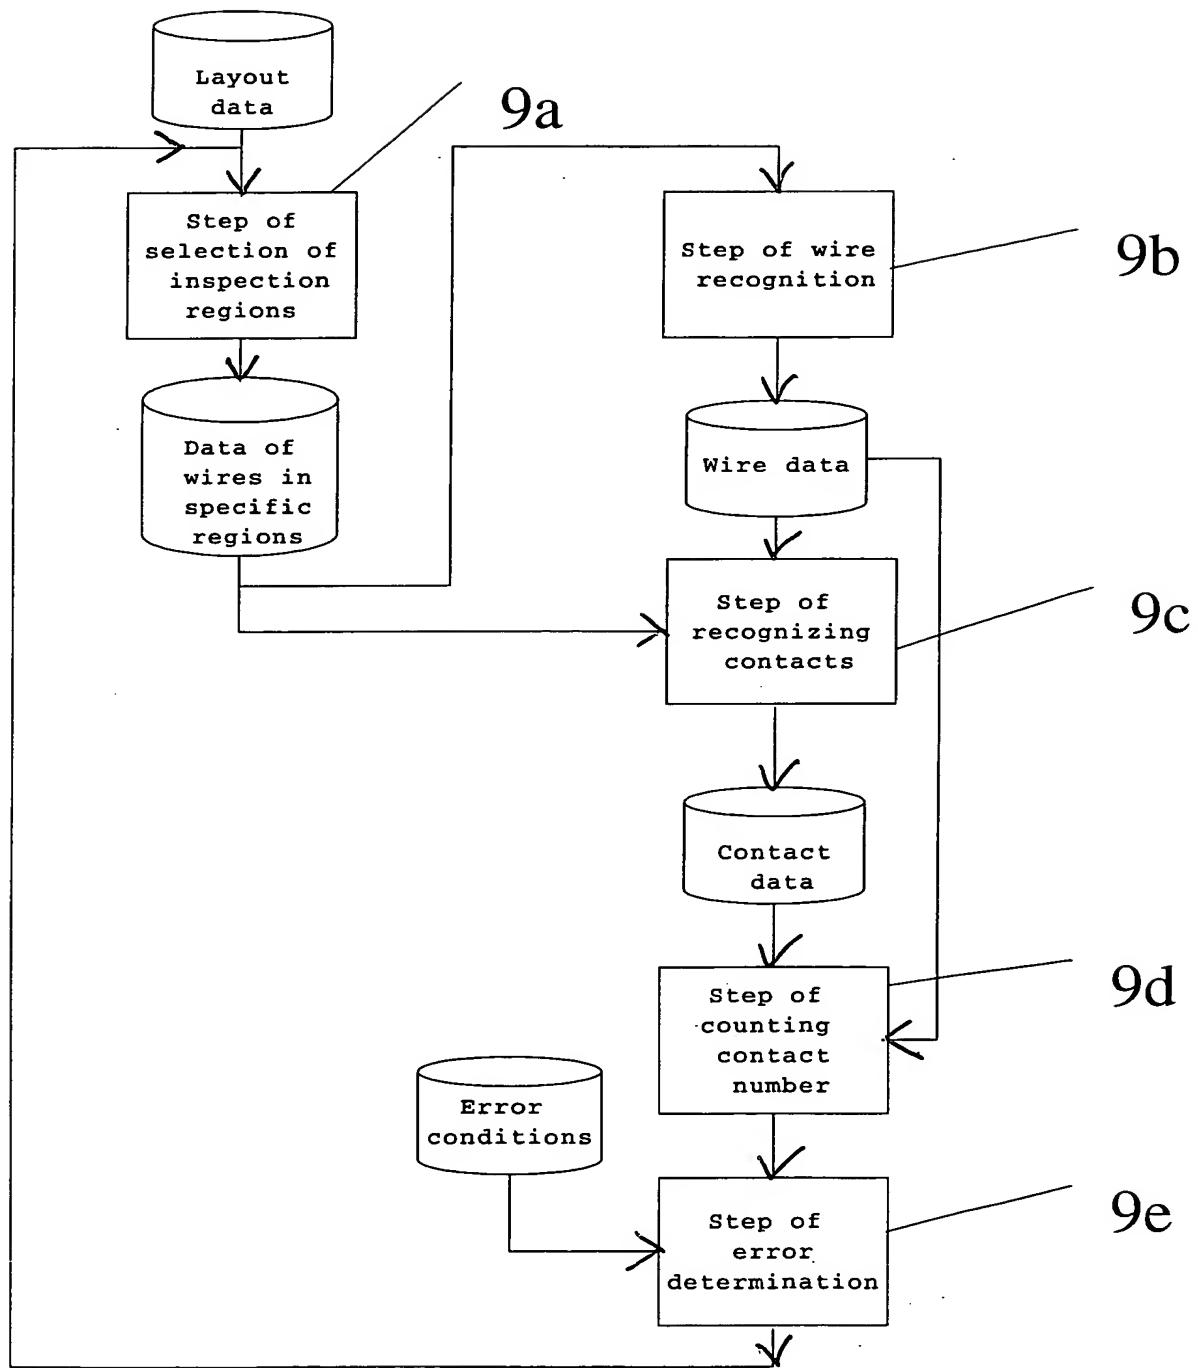 Layout
data
9a
Step of
selection of
inspection
regions
Step of wire
recognition
9b
Data of
wires in
specific
regions
Wire data
Step of
recognizing
contacts
9c
Contact
data
Step of
counting
contact
number
9d
Error
conditions
Step of
error
determination
9e